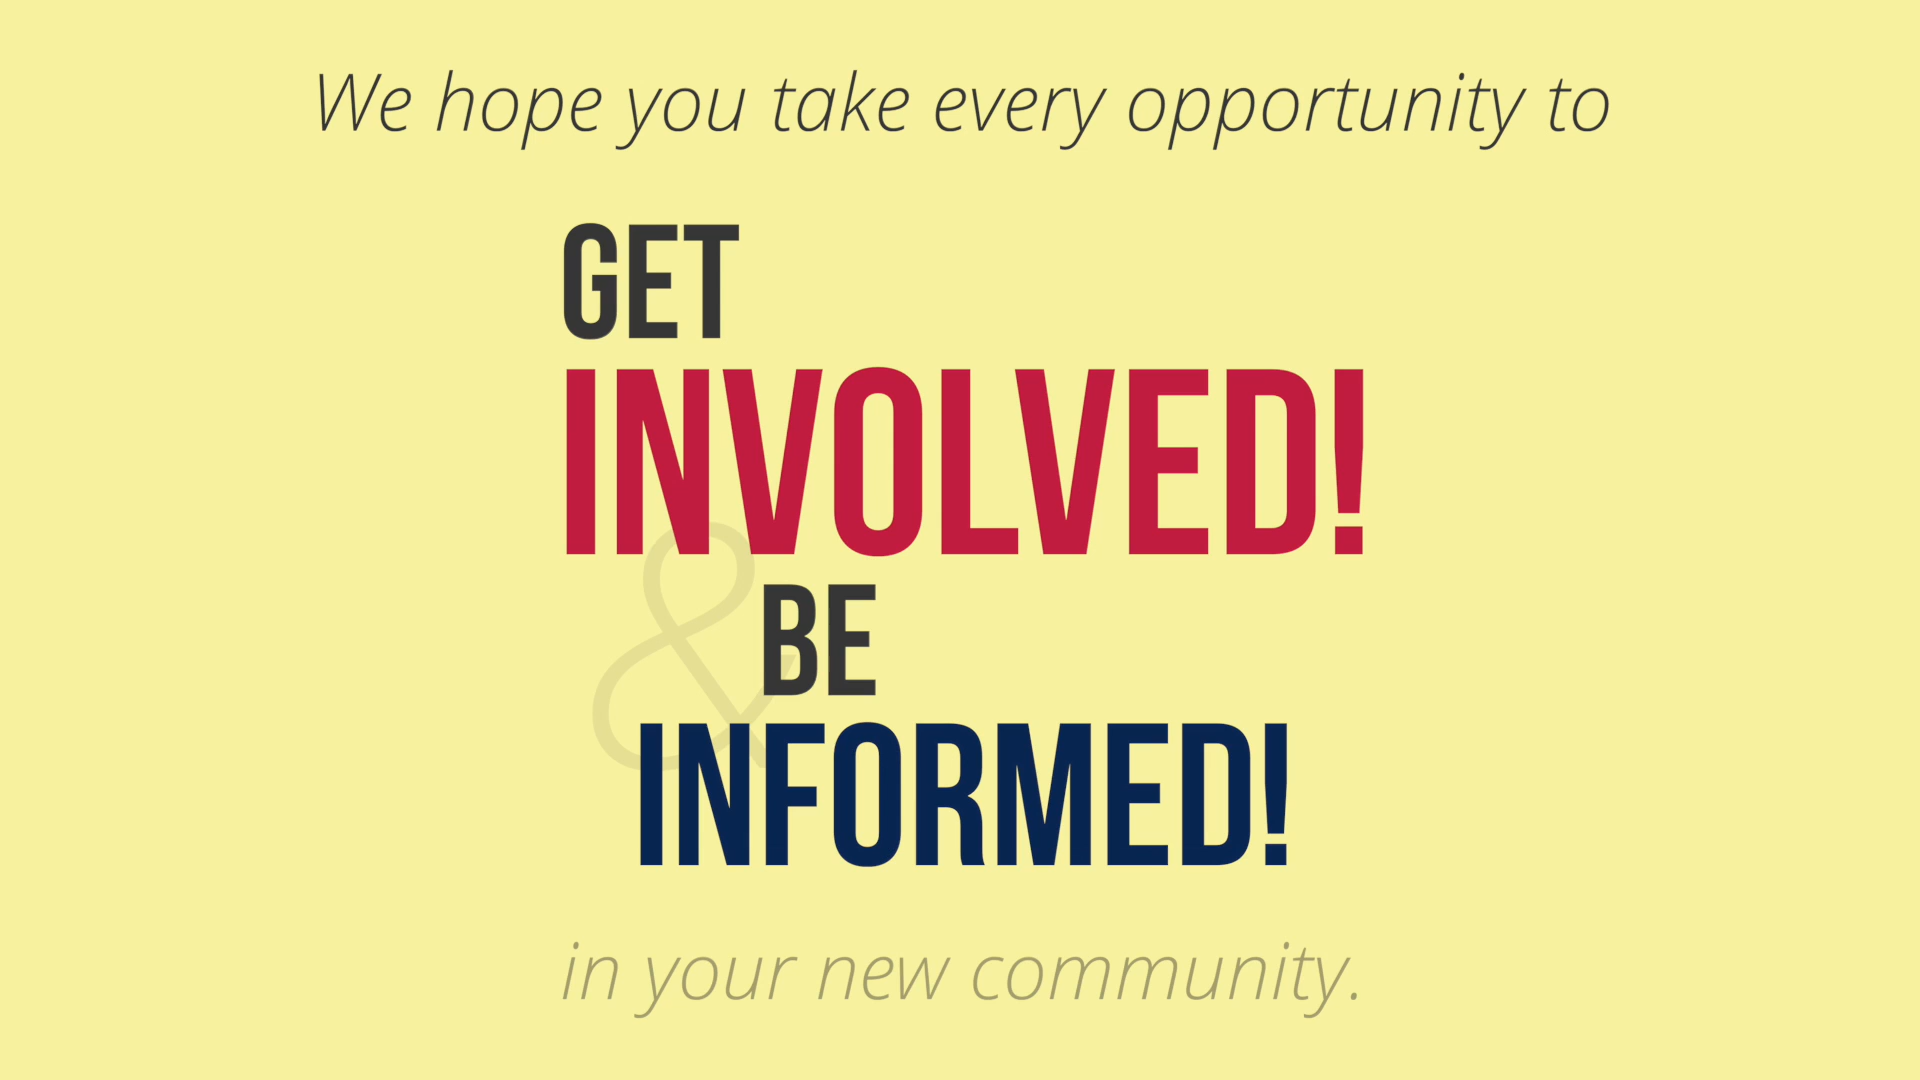 We hope you take every opportunity to
GET
INVOLVED!
&
BE
INFORMED!
in your new community.